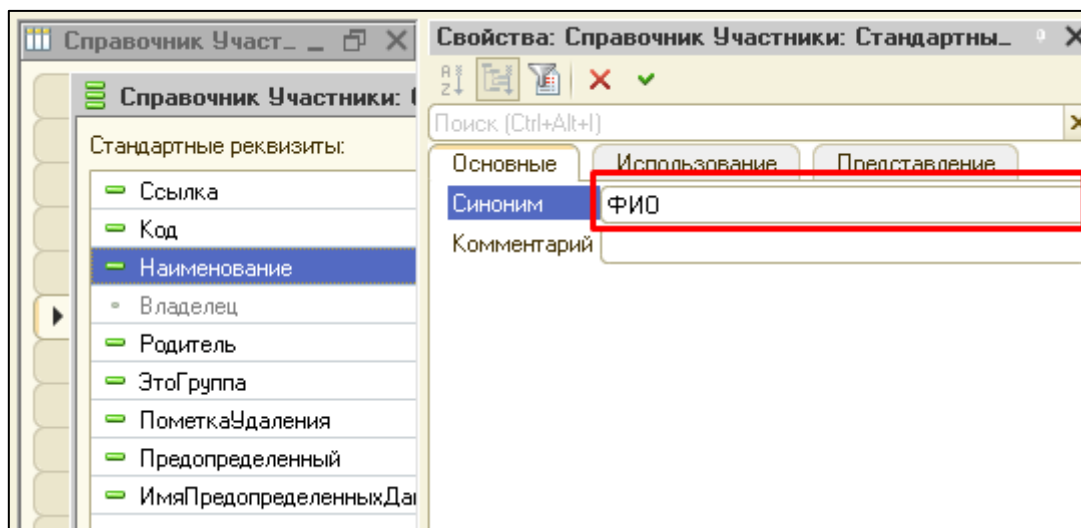 Справочник Участ...
Справочник Участники:
Стандартные реквизиты:
Ссылка
Код
Наименование
Владелец
Родитель
ЭтоГруппа
ПометкаУдаления
Предопределенный
ИмяПредопределенныхДа
Свойства: Справочник Участники: Стандартны...
Поиск (Ctrl+Alt+I)
Основные Использование Представление
Синоним ФИО
Комментарий